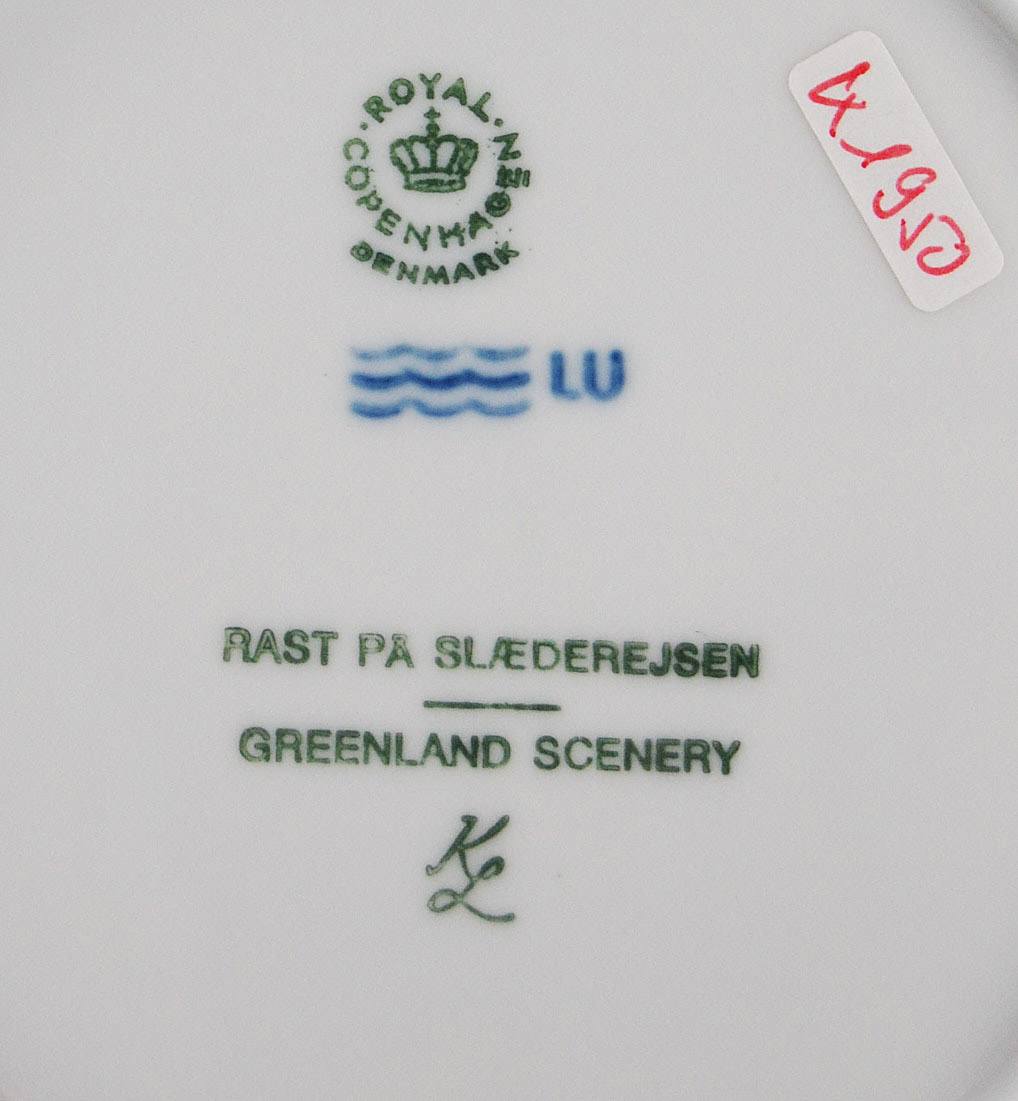 ROYAL · COPENHAGEN
DENMARK
LU
RAST PÅ SLÆDEREJSEN
GREENLAND SCENERY
KL